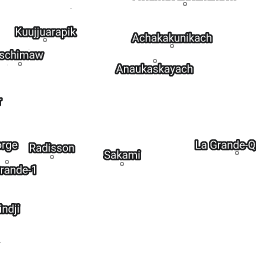 Kuujjuarapik
Achakakunikach
schimaw
Anaukaskayach
orge
Radisson
Sakami
La Grande-Q
rande-1
indji